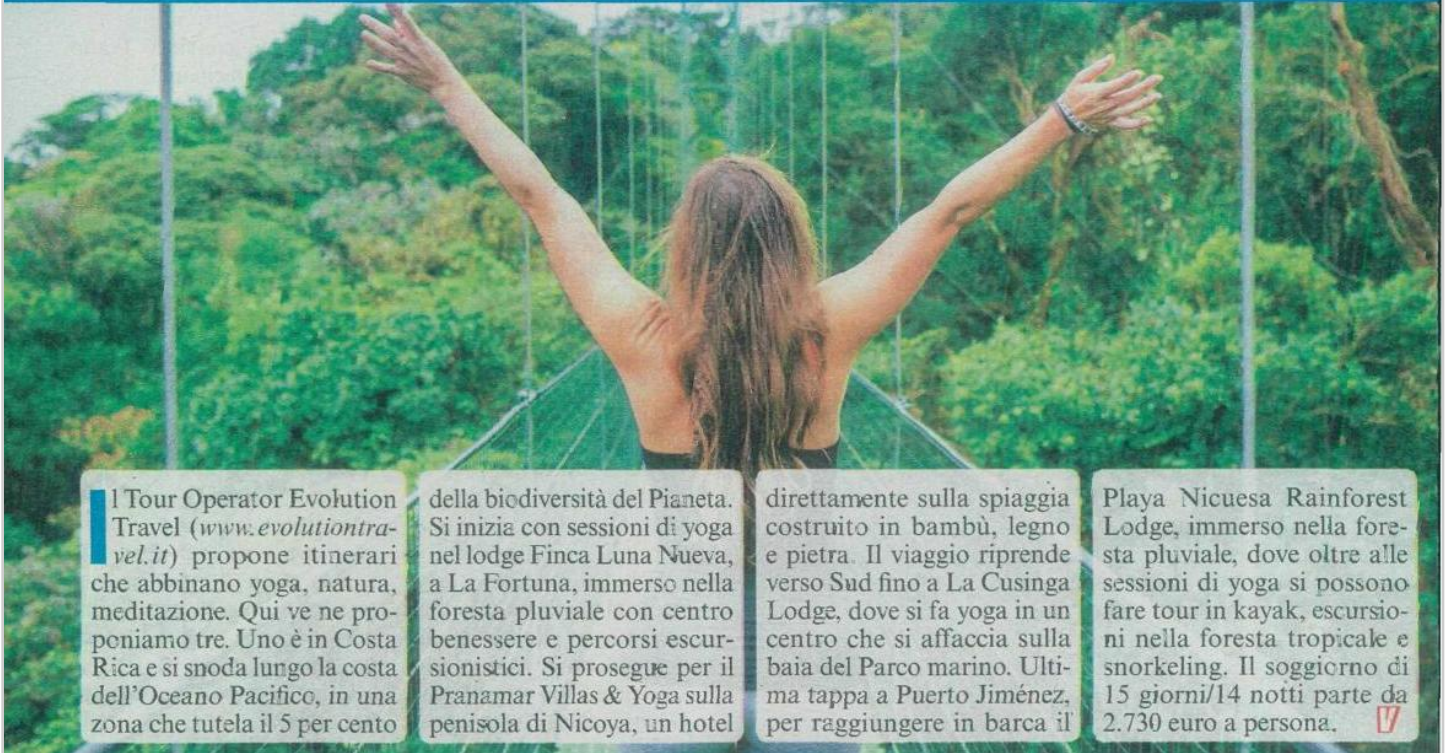 Il Tour Operator Evolution
Travel (www.evolutiontra-
vel.it) propone itinerari
che abbinano yoga, natura,
meditazione. Qui ve ne pro-
poniamo tre. Uno è in Costa
Rica e si snoda lungo la costa
dell'Oceano Pacifico, in una
zona che tutela il 5 per cento
della biodiversità del Pianeta.
Si inizia con sessioni di yoga
nel lodge Finca Luna Nueva,
a La Fortuna, immerso nella
foresta pluviale con centro
benessere e percorsi escur-
sionistici. Si prosegue per il
Pranamar Villas & Yoga sulla
penisola di Nicoya, un hotel
direttamente sulla spiaggia
costruito in bambù, legno
e pietra. Il viaggio riprende
verso Sud fino a La Cusinga
Lodge, dove si fa yoga in un
centro che si affaccia sulla
baia del Parco marino. Ulti-
ma tappa a Puerto Jiménez,
per raggiungere in barca il
Playa Nicuesa Rainforest
Lodge, immerso nella fore-
sta pluviale, dove oltre alle
sessioni di yoga si possono
fare tour in kayak, escursio-
ni nella foresta tropicale e
snorkeling. Il soggiorno di
15 giorni/14 notti parte da
2.730 euro a persona. V